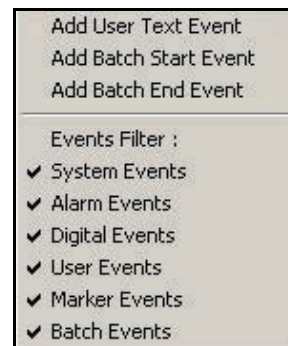 Add User Text Event
Add Batch Start Event
Add Batch End Event
Events Filter :
System Events
Alarm Events
Digital Events
User Events
Marker Events
Batch Events